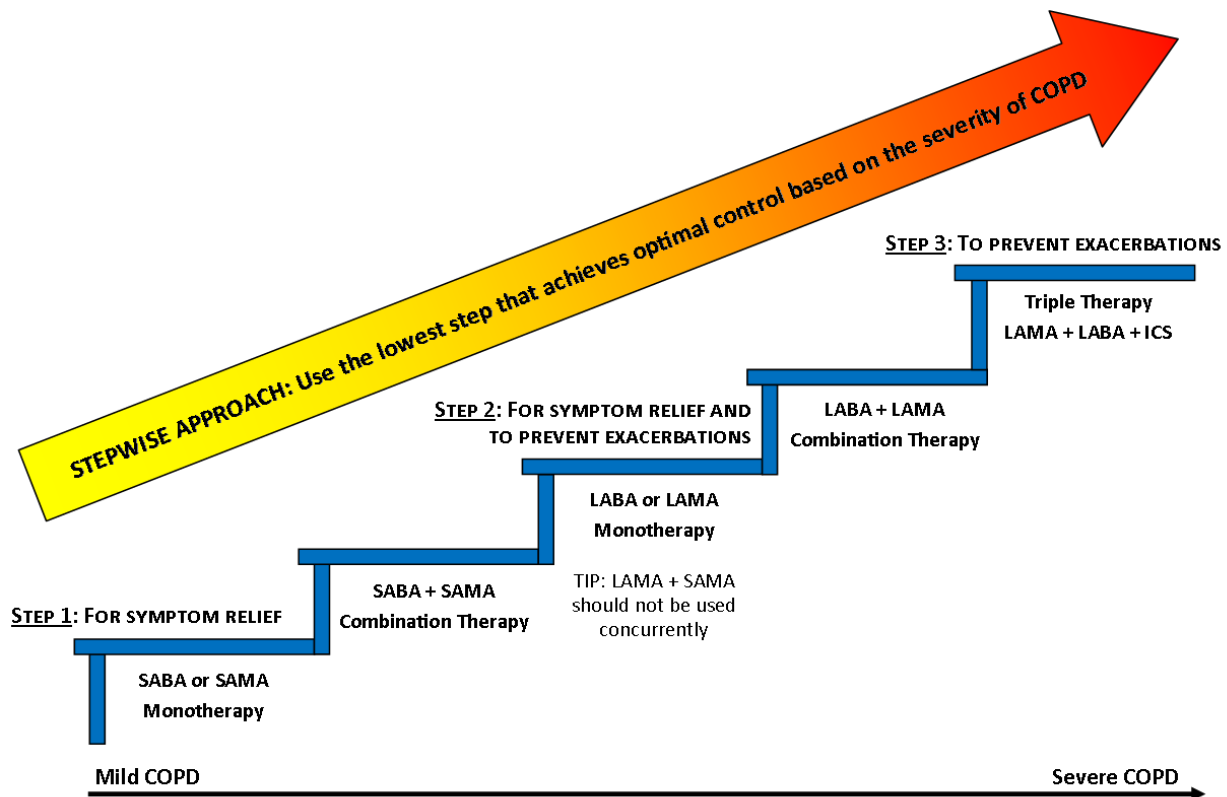 STEPWISE APPROACH: Use the lowest step that achieves optimal control based on the severity of COPD
STEP 3: TO PREVENT EXACERBATIONS
Triple Therapy
LAMA + LABA + ICS
STEP 2: FOR SYMPTOM RELIEF AND
TO PREVENT EXACERBATIONS
LABA + LAMA
Combination Therapy
LABA or LAMA
Monotherapy
TIP: LAMA + SAMA
should not be used
concurrently
STEP 1: FOR SYMPTOM RELIEF
SABA + SAMA
Combination Therapy
SABA or SAMA
Monotherapy
Mild COPD
Severe COPD